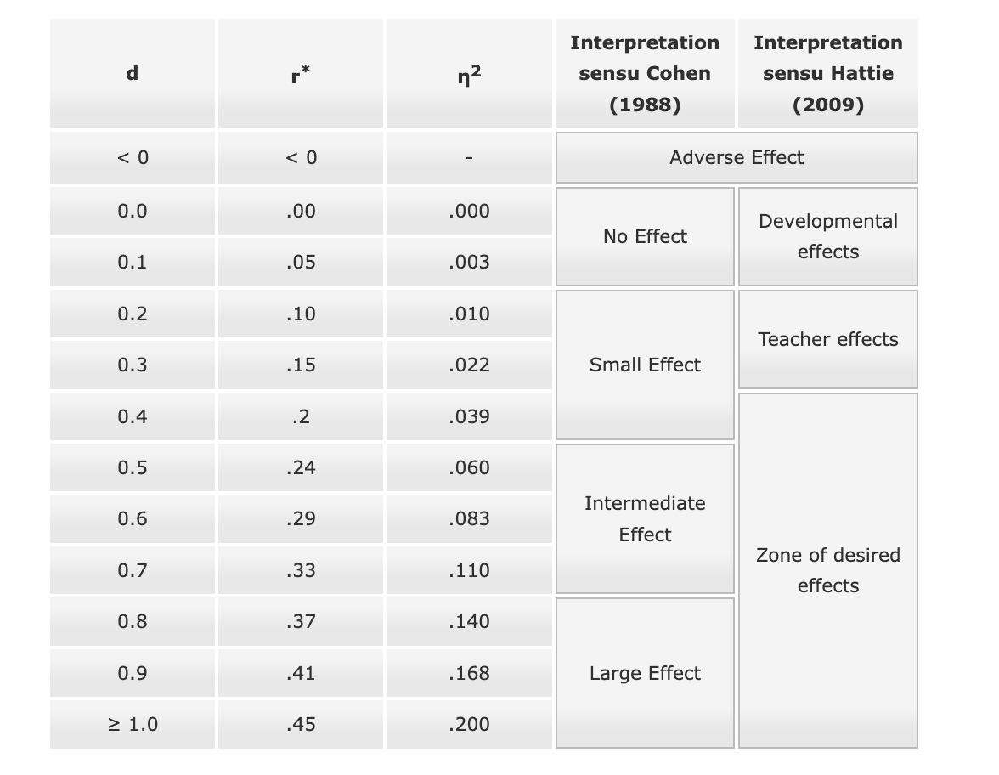 d r* η² Interpretation sensu Cohen (1988) Interpretation sensu Hattie (2009)
< 0 < 0 - Adverse Effect
0.0 .00 .000 No Effect Developmental effects
0.1 .05 .003
0.2 .10 .010 Small Effect Teacher effects
0.3 .15 .022
0.4 .2 .039 Zone of desired effects
0.5 .24 .060 Intermediate Effect
0.6 .29 .083
0.7 .33 .110
0.8 .37 .140 Large Effect
0.9 .41 .168
≥ 1.0 .45 .200